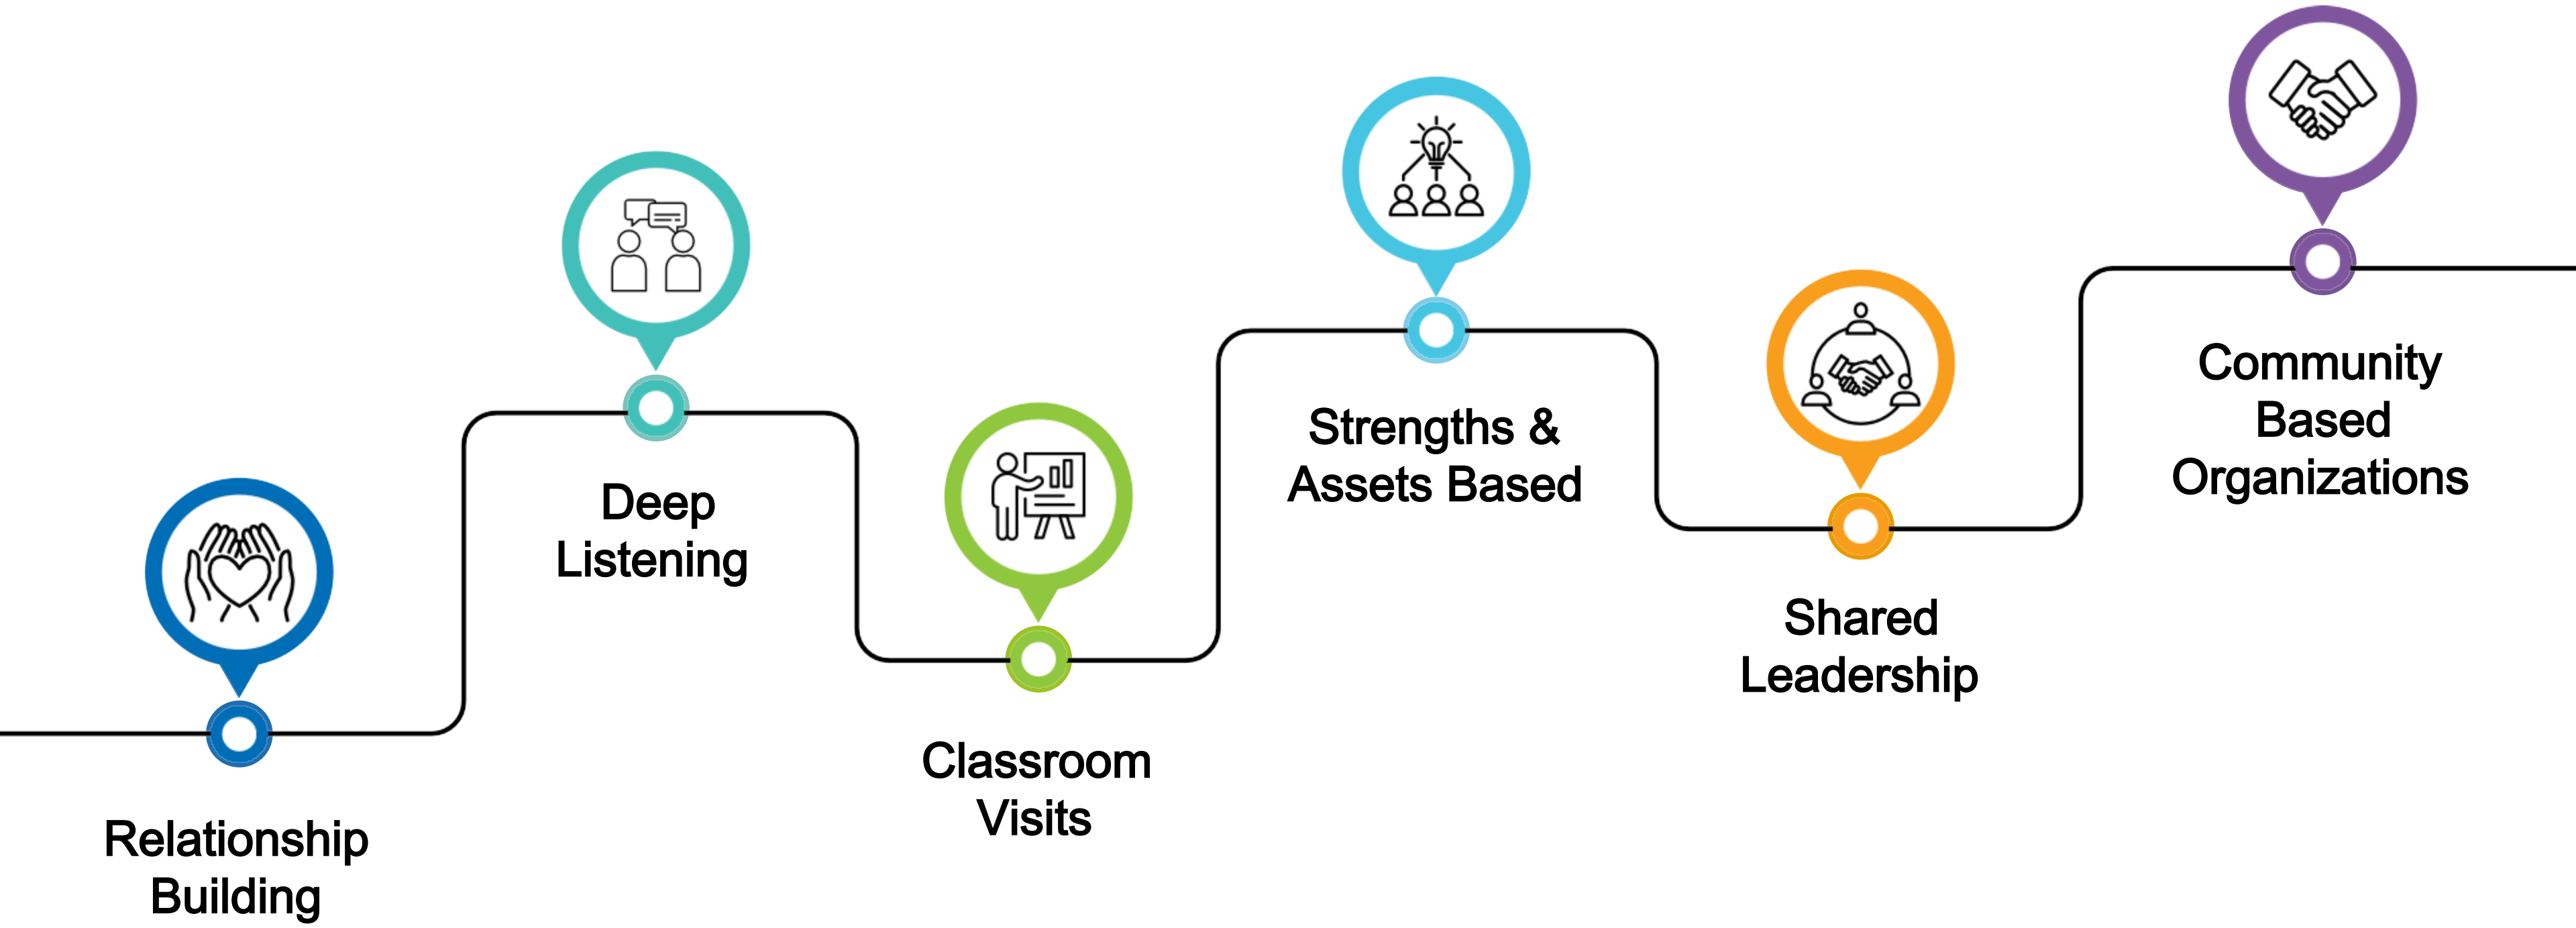 Relationship
Building
Deep
Listening
Classroom
Visits
Strengths &
Assets Based
Shared
Leadership
Community
Based
Organizations